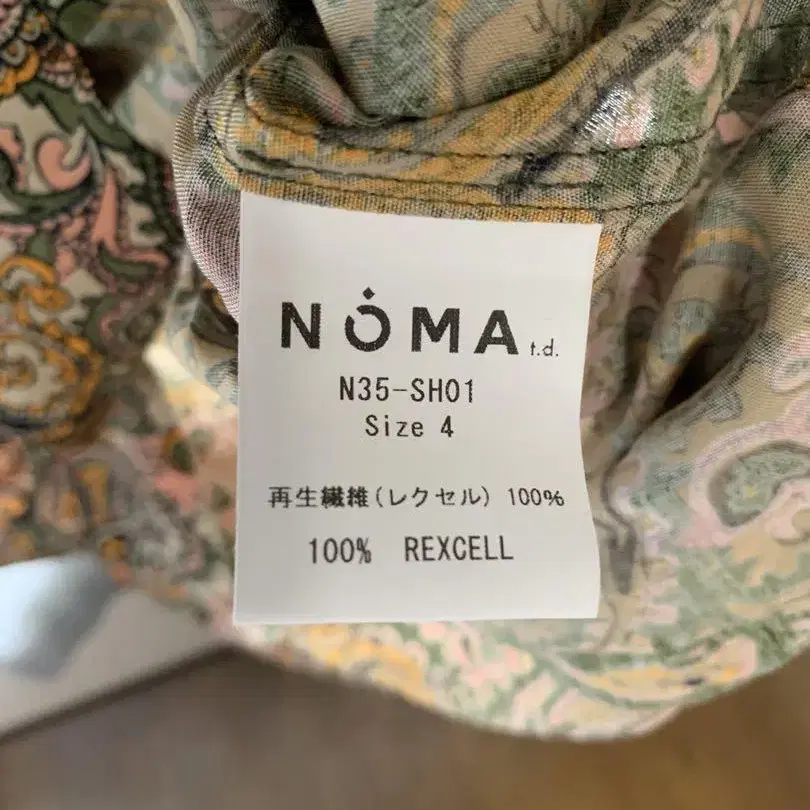 NOMA t.d.
N35-SH01
Size 4
再生繊維(レクセル) 100%
100% REXCELL